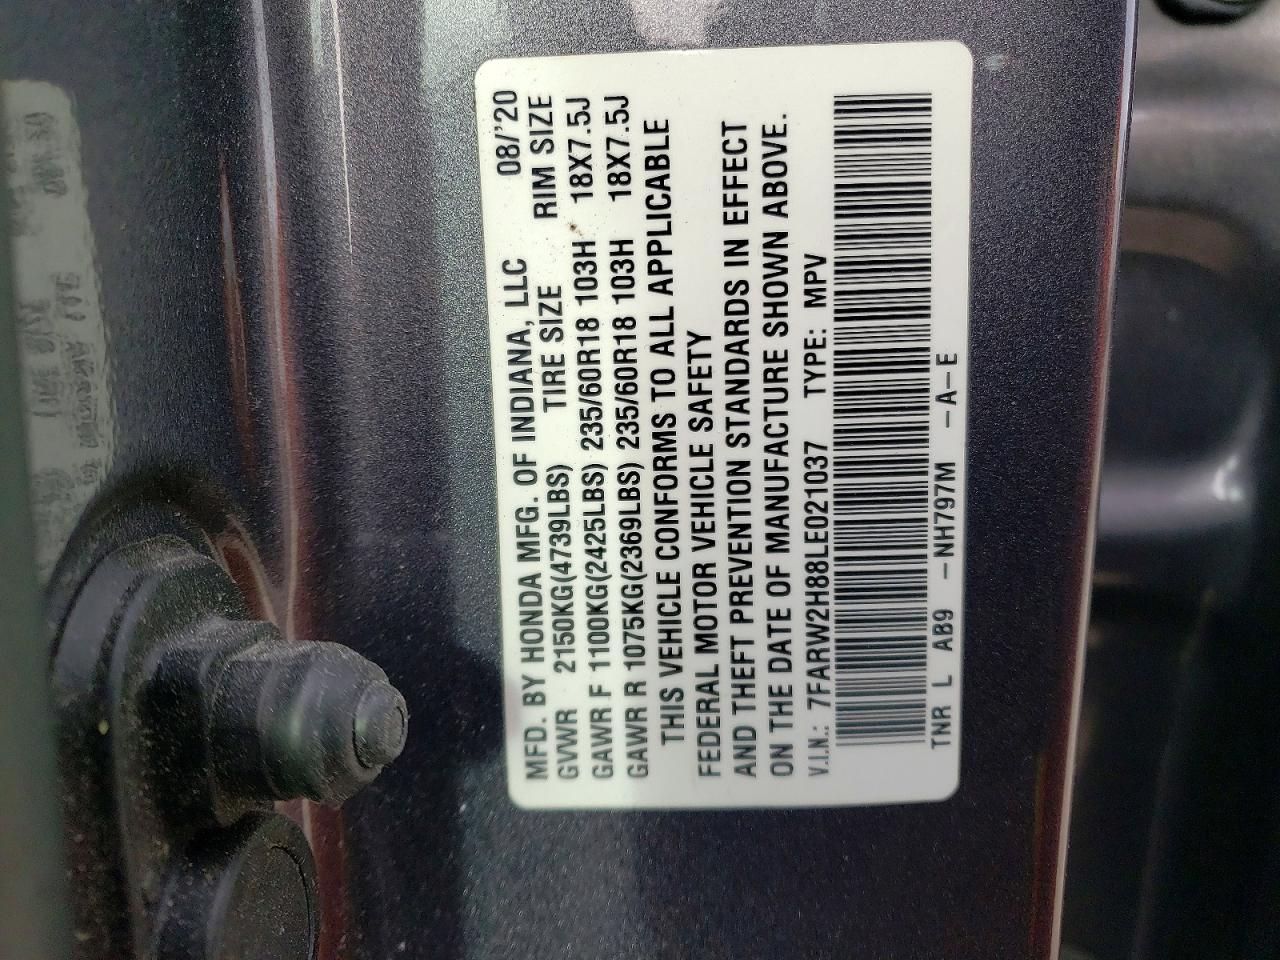 MFD. BY HONDA MFG. OF INDIANA, LLC 08/'20
GVWR 2150KG(4739LBS) TIRE SIZE RIM SIZE
GAWR F 1100KG(2425LBS) 235/60R18 103H 18X7.5J
GAWR R 1075KG(2369LBS) 235/60R18 103H 18X7.5J
THIS VEHICLE CONFORMS TO ALL APPLICABLE
FEDERAL MOTOR VEHICLE SAFETY
AND THEFT PREVENTION STANDARDS IN EFFECT
ON THE DATE OF MANUFACTURE SHOWN ABOVE.
V.I.N.: 7FARW2H88LE021037 TYPE: MPV
TNR L AB9 -NH797M -A-E